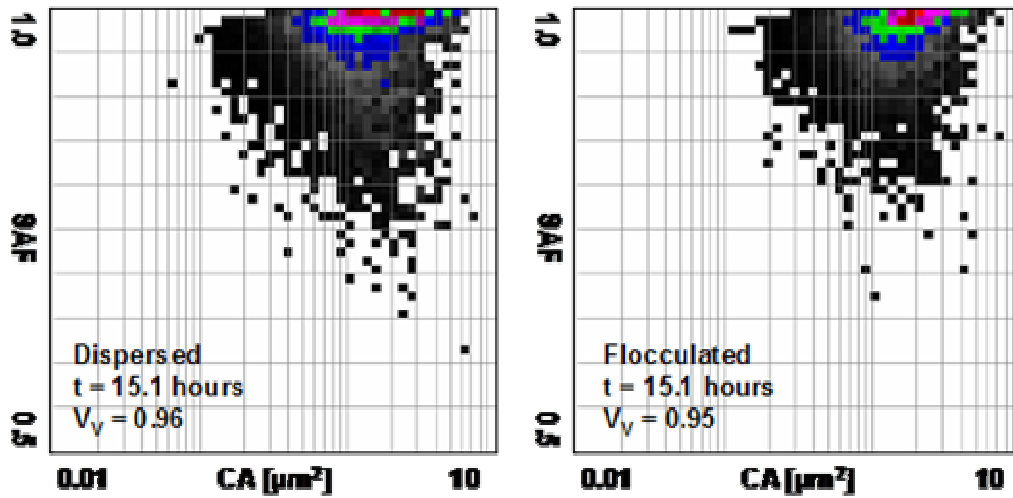 1.0
SAF
0.5
Dispersed
t = 15.1 hours
V_V = 0.96
0.01 CA [µm²] 10
1.0
SAF
0.5
Flocculated
t = 15.1 hours
V_V = 0.95
0.01 CA [µm²] 10